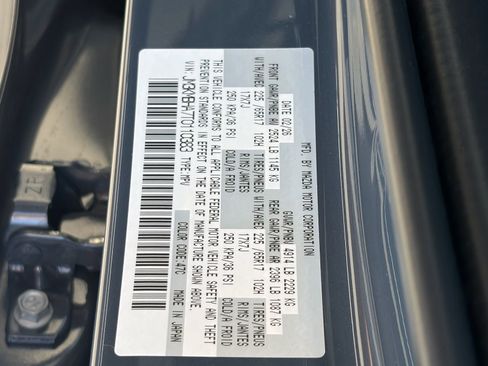 MFD. BY MAZDA MOTOR CORPORATION
DATE 02/26 GVWR/PNBV 4914 LB 2229 KG
FRONT GAWR/PNBE AV 2524 LB 1145 KG REAR GAWR/PNBE AR 2396 LB 1087 KG
WITH/AVEC 225/65R17 102H TIRES/PNEUS WITH/AVEC 225/65R17 102H TIRES/PNEUS
17X7J RIMS/JANTES 17X7J RIMS/JANTES
250 KPA/36 PSI COLD/A FROID 250 KPA/36 PSI COLD/A FROID
THIS VEHICLE CONFORMS TO ALL APPLICABLE FEDERAL MOTOR VEHICLE SAFETY AND THEFT
PREVENTION STANDARDS IN EFFECT ON THE DATE OF MANUFACTURE SHOWN ABOVE.
VIN: TYPE:MPV COLOR CODE:47C MADE IN JAPAN